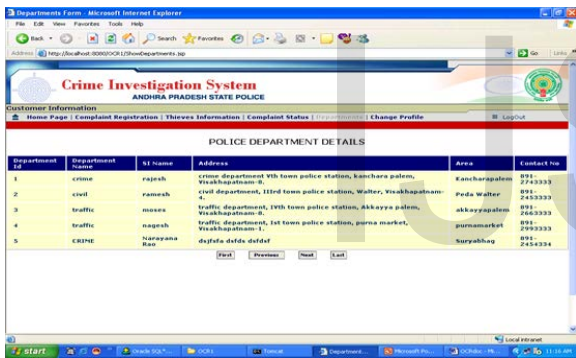 Departments Form - Microsoft Internet Explorer
File Edit View Favorites Tools Help
Back Search Favorites
Address http://localhost:8080/OCR1/ShowDepartments.jsp Go Links
Crime Investigation System
ANDHRA PRADESH STATE POLICE
Customer Information
Home Page | Complaint Registration | Thieves Information | Complaint Status | Departments | Change Profile LogOut
POLICE DEPARTMENT DETAILS
Department Id Department Name SI Name Address Area Contact No
1 crime rajesh crime department Vth town police station, kanchara palem, Visakhapatnam-8. Kancharapalem 891-2743333
2 civil ramesh civil department, IIIrd town police station, Walter, Visakhapatnam-4. Peda Walter 891-2453333
3 traffic moses traffic department, IVth town police station, Akkayya palem, Visakhapatnam-8. akkayyapalem 891-2663333
4 traffic nagesh traffic department, Ist town police station, purna market, Visakhapatnam-1. purnamarket 891-2993333
5 CRIME Narayana Rao dsjfsfa dsfds dsfdsf Suryabhag 891-2454334
First Previous Next Last
Local intranet
start Oracle SQL*... OCR1 Tomcat Department... Microsoft Po... OCRdoc - Mi... 11:16 AM